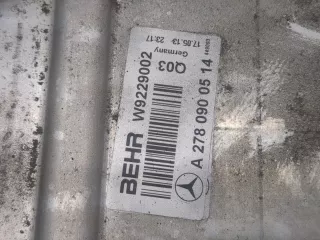 BEHR W9229002
Q03
Germany
17.05.13 23:17
A 278 090 05 14